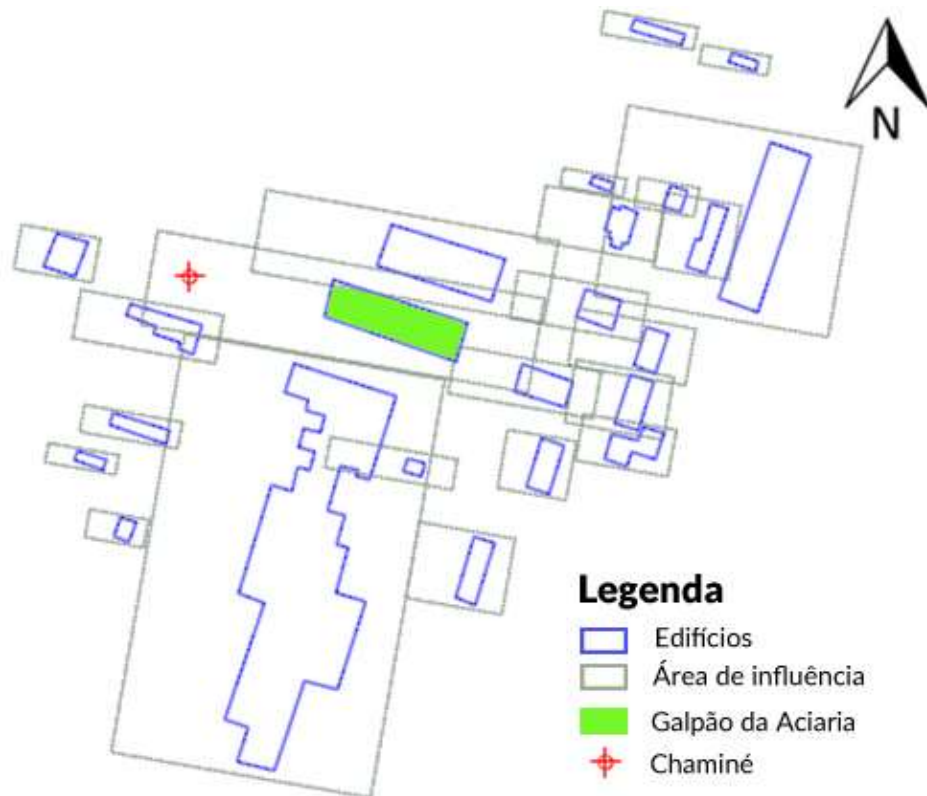 N
Legenda
Edifícios
Área de influência
Galpão da Aciaria
Chaminé